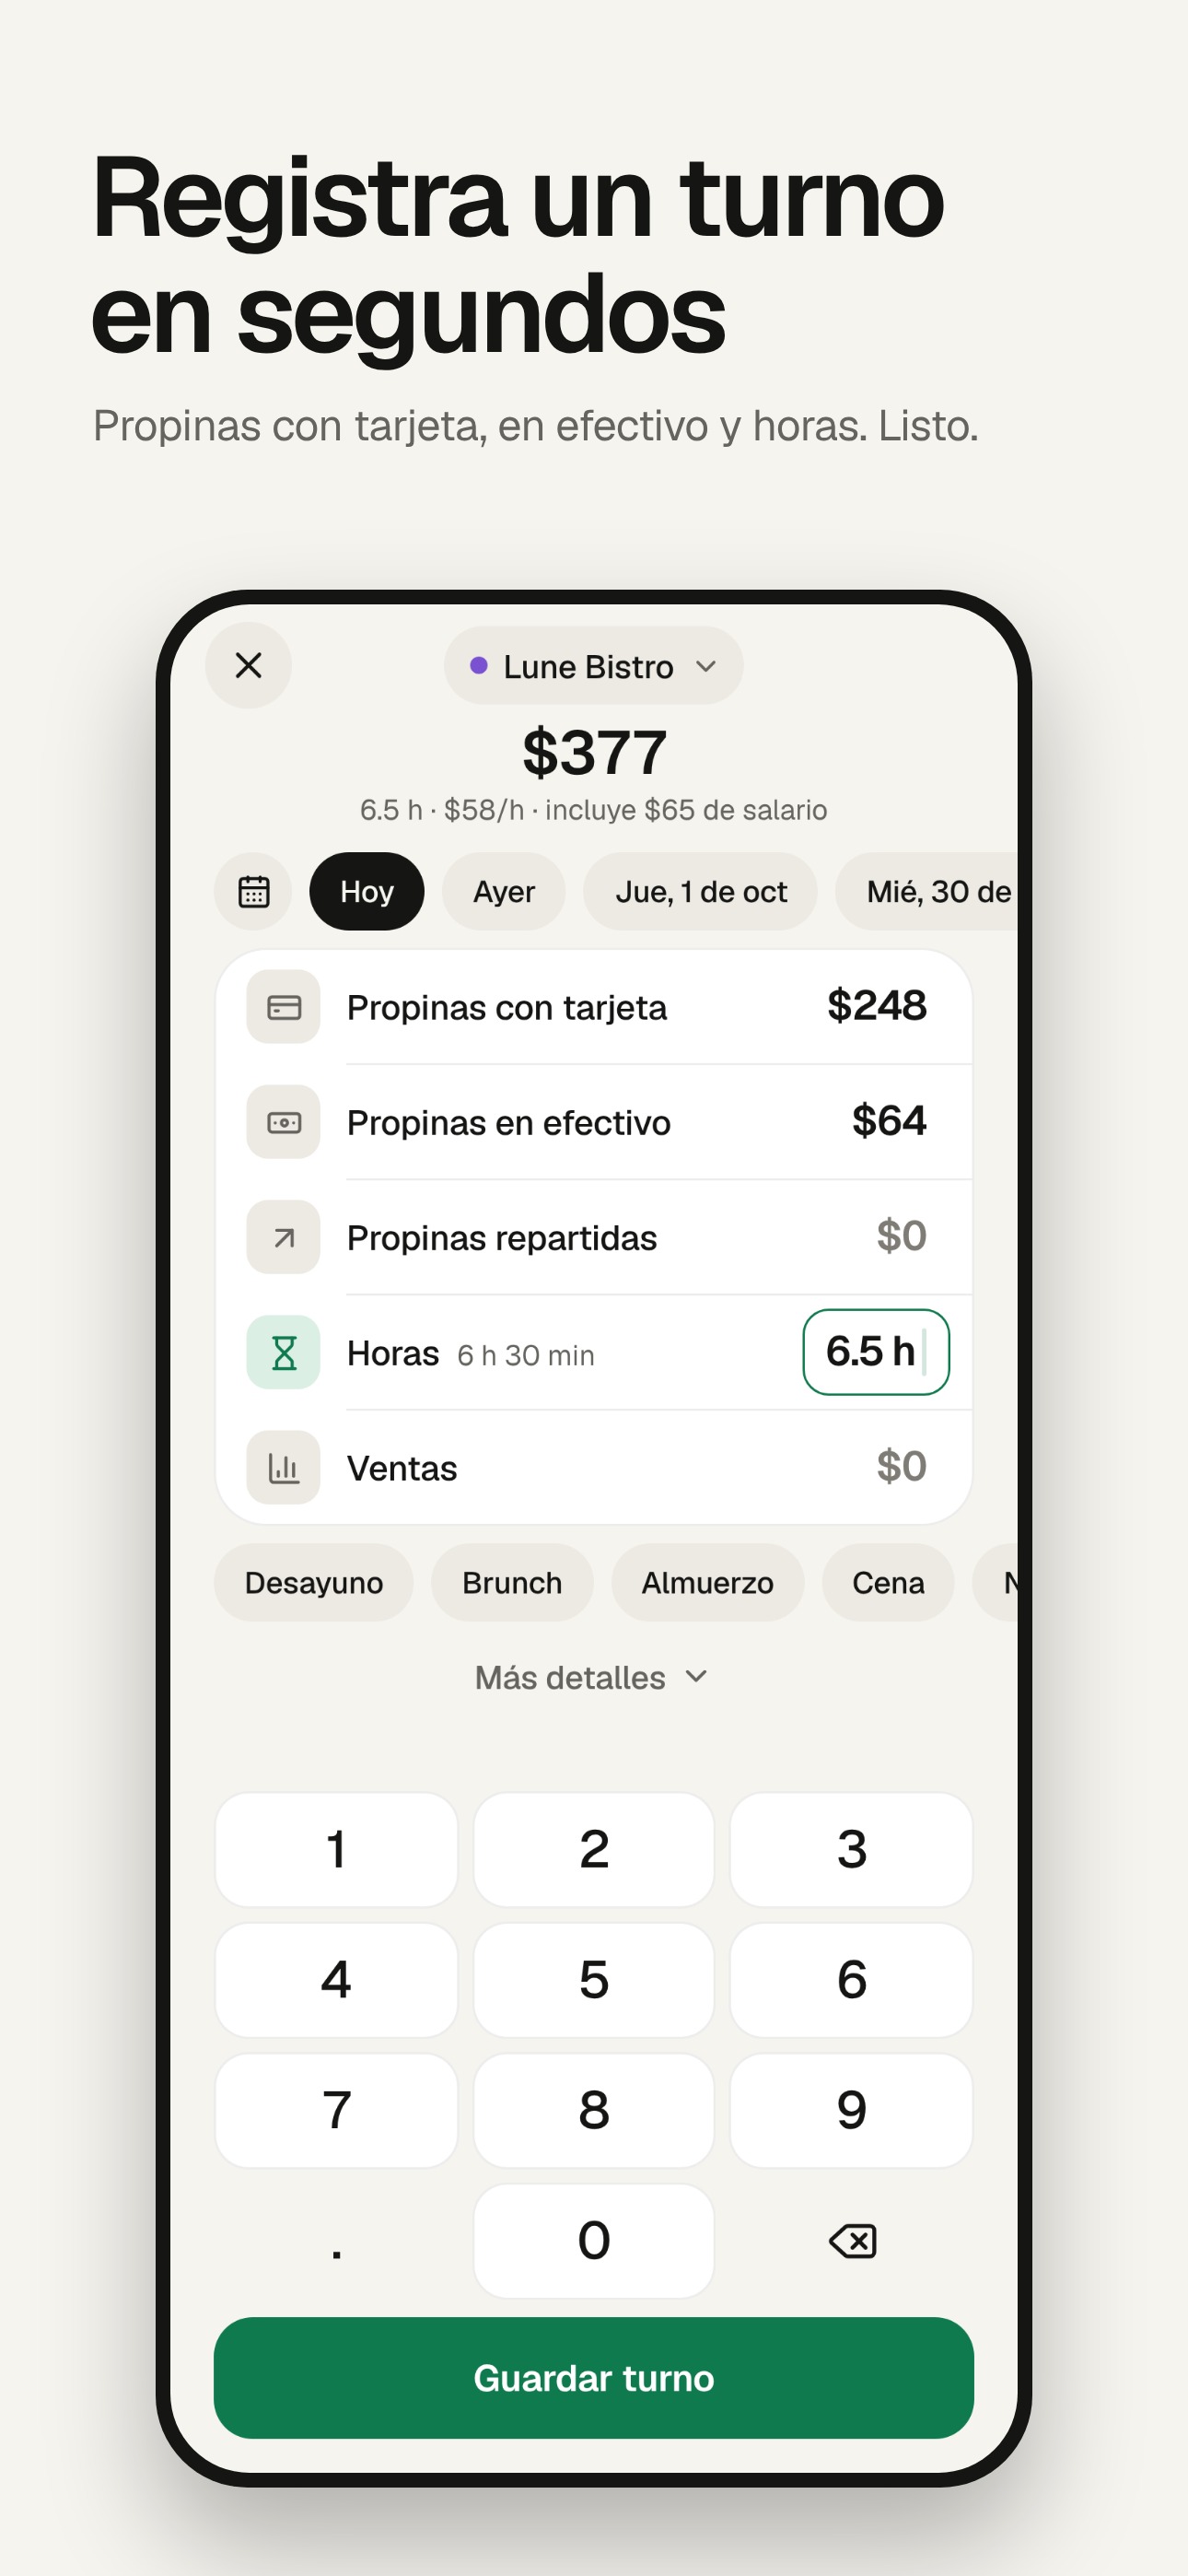 Registra un turno
en segundos
Propinas con tarjeta, en efectivo y horas. Listo.
Lune Bistro
$377
6.5 h · $58/h · incluye $65 de salario
Hoy
Ayer
Jue, 1 de oct
Mié, 30 de
Propinas con tarjeta
$248
Propinas en efectivo
$64
Propinas repartidas
$0
Horas 6 h 30 min
6.5 h
Ventas
$0
Desayuno
Brunch
Almuerzo
Cena
Más detalles
1
2
3
4
5
6
7
8
9
.
0
Guardar turno